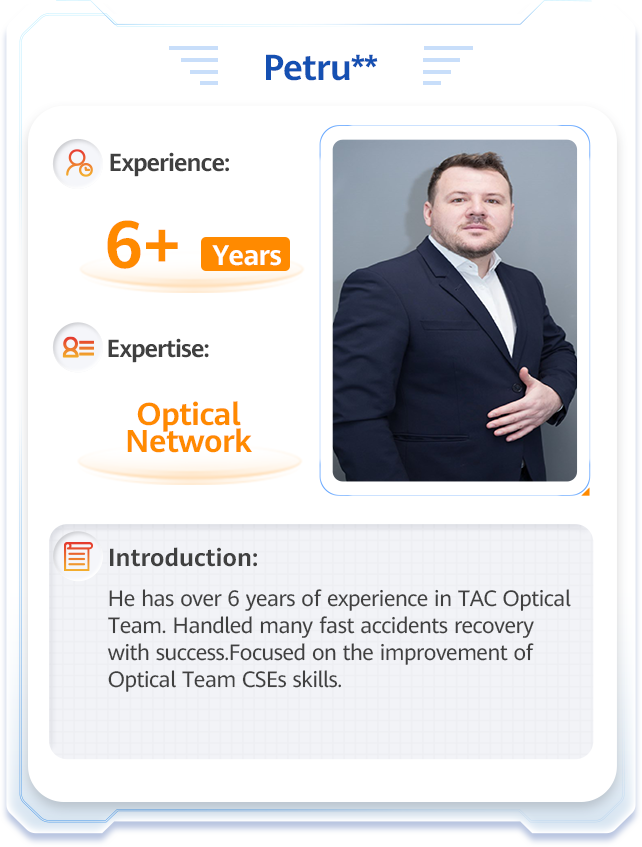 Petru**
Experience:
6+ Years
Expertise:
Optical
Network
Introduction:
He has over 6 years of experience in TAC Optical
Team. Handled many fast accidents recovery
with success.Focused on the improvement of
Optical Team CSEs skills.